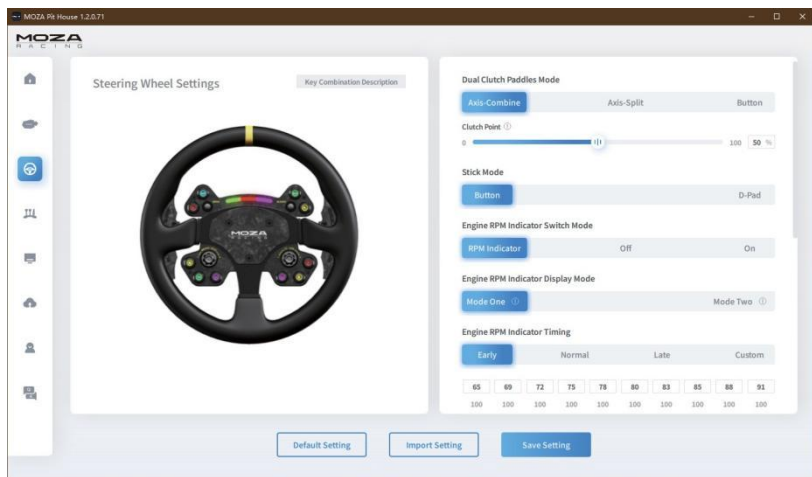 MOZA Pit House 1.2.0.71
MOZA
RACING
Steering Wheel Settings
Key Combination Description
MOZA
Dual Clutch Paddles Mode
Axis-Combine Axis-Split Button
Clutch Point
0 100 50 %
Stick Mode
Button D-Pad
Engine RPM Indicator Switch Mode
RPM Indicator Off On
Engine RPM Indicator Display Mode
Mode One Mode Two
Engine RPM Indicator Timing
Early Normal Late Custom
65 69 72 75 78 80 83 85 88 91
100 100 100 100 100 100 100 100 100 100
Default Setting Import Setting Save Setting